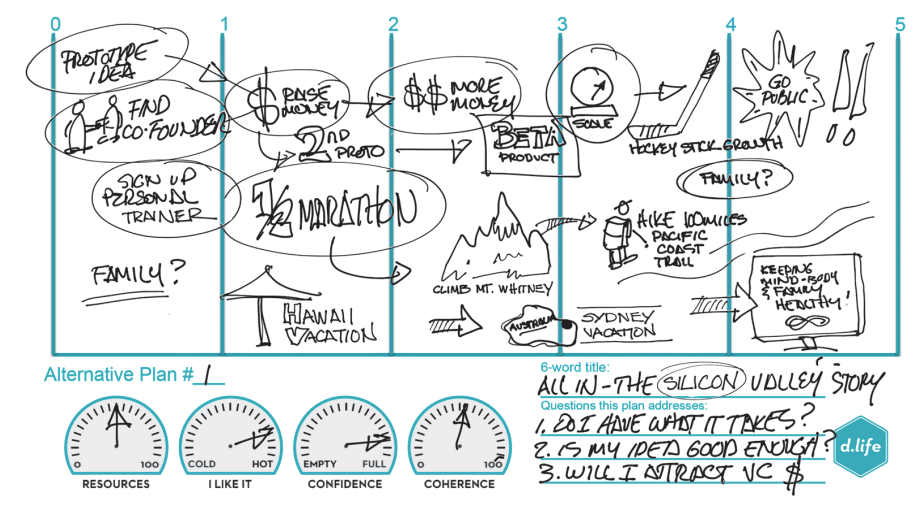 0 1 2 3 4 5
PROTOTYPE
IDEA
FIND
CO-FOUNDER
$ RAISE
MONEY
2ND
PROTO
$$ MORE
MONEY
BETA
PRODUCT
SCALE
HOCKEY STICK GROWTH
GO
PUBLIC!!
FAMILY?
SIGN UP
PERSONAL
TRAINER
1/2 MARATHON
CLIMB MT. WHITNEY
HIKE 100 MILES
PACIFIC
COAST
TRAIL
FAMILY?
HAWAII
VACATION
AUSTRALIA
SYDNEY
VACATION
KEEPING
MIND-BODY
& FAMILY
HEALTHY!
Alternative Plan # 1
6-word title:
ALL IN-THE SILICON VALLEY STORY
Questions this plan addresses:
1. DO I HAVE WHAT IT TAKES?
2. IS MY IDEA GOOD ENOUGH?
3. WILL I ATTRACT VC $
d.life
0 100
RESOURCES
COLD HOT
I LIKE IT
EMPTY FULL
CONFIDENCE
0 100
COHERENCE